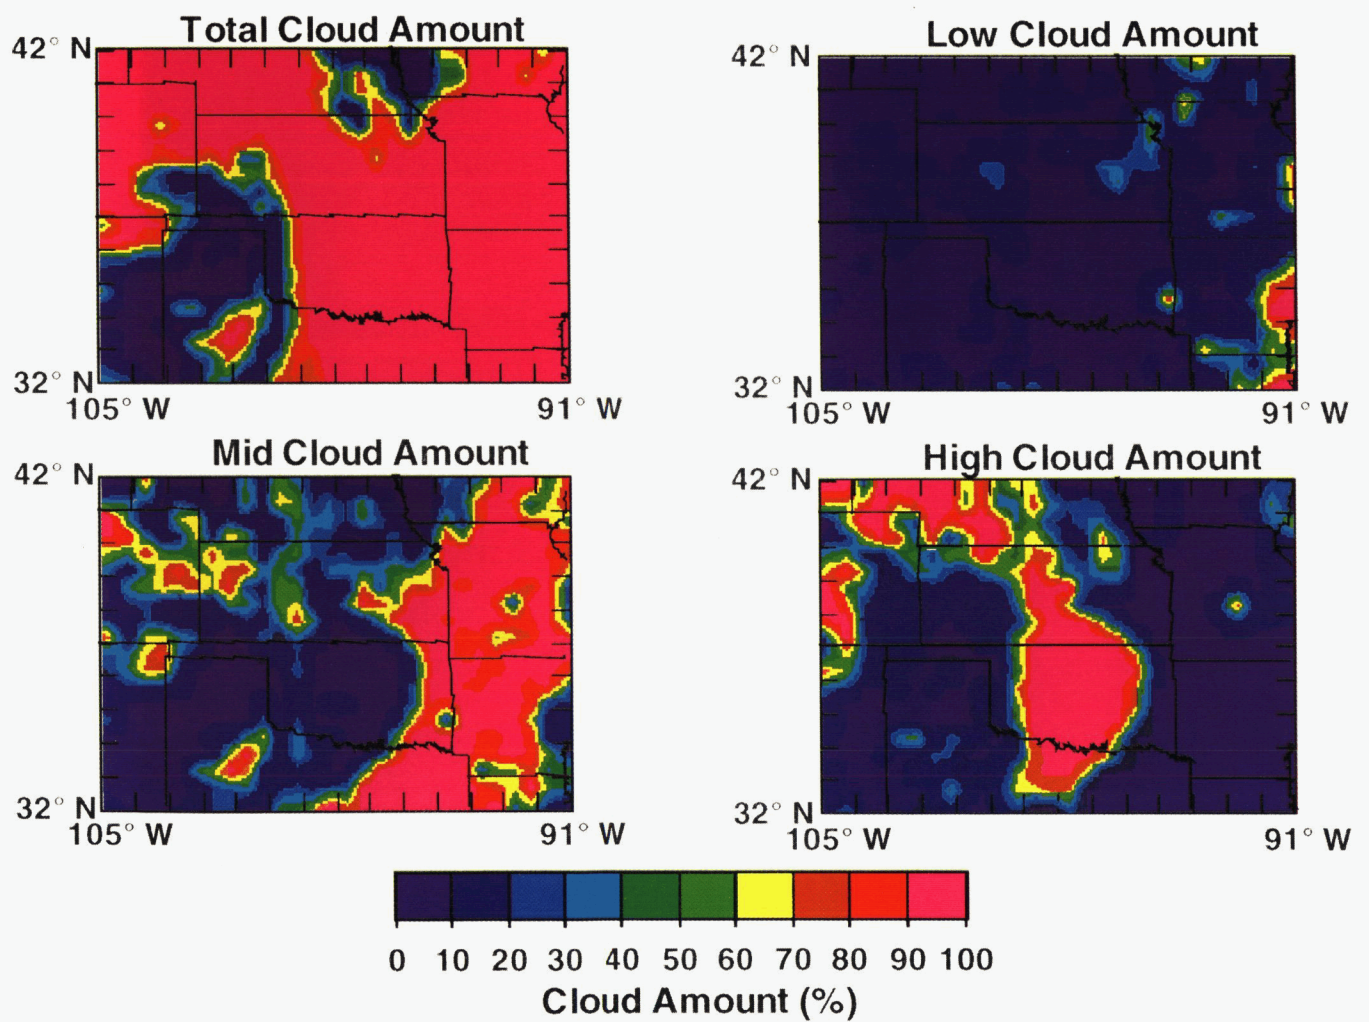 Total Cloud Amount
Low Cloud Amount
42° N
42° N
32° N
32° N
105° W
91° W
105° W
91° W
Mid Cloud Amount
High Cloud Amount
42° N
42° N
32° N
32° N
105° W
91° W
105° W
91° W
0 10 20 30 40 50 60 70 80 90 100
Cloud Amount (%)